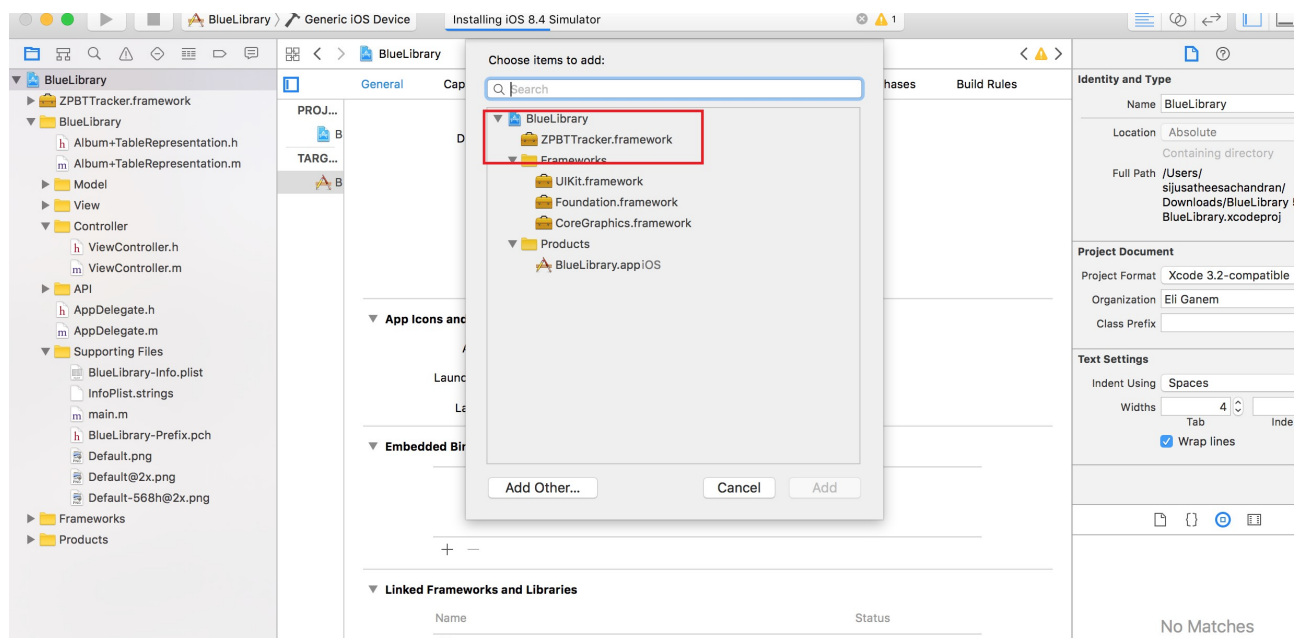 BlueLibrary
Generic iOS Device
Installing iOS 8.4 Simulator
1
BlueLibrary
ZPBTTracker.framework
BlueLibrary
h Album+TableRepresentation.h
m Album+TableRepresentation.m
Model
View
Controller
h ViewController.h
m ViewController.m
API
h AppDelegate.h
m AppDelegate.m
Supporting Files
BlueLibrary-Info.plist
InfoPlist.strings
m main.m
h BlueLibrary-Prefix.pch
Default.png
Default@2x.png
Default-568h@2x.png
Frameworks
Products
BlueLibrary
General
Cap
hases
Build Rules
PROJ...
B
TARG...
B
D
App Icons and
Launc
La
Embedded Bin
+ −
Linked Frameworks and Libraries
Name
Status
Choose items to add:
Search
BlueLibrary
ZPBTTracker.framework
Frameworks
UIKit.framework
Foundation.framework
CoreGraphics.framework
Products
BlueLibrary.app iOS
Add Other...
Cancel
Add
Identity and Type
Name BlueLibrary
Location Absolute
Containing directory
Full Path /Users/
sijusatheesachandran/
Downloads/BlueLibrary
BlueLibrary.xcodeproj
Project Document
Project Format Xcode 3.2-compatible
Organization Eli Ganem
Class Prefix
Text Settings
Indent Using Spaces
Widths 4
Tab
Inde
Wrap lines
{}
No Matches